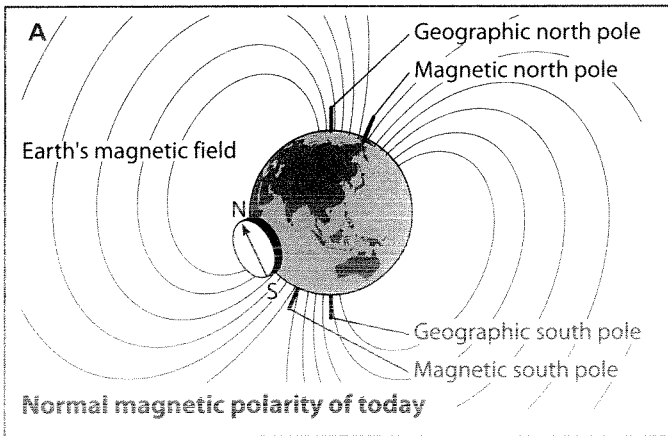 A
Geographic north pole
Magnetic north pole
Earth's magnetic field
N
S
Geographic south pole
Magnetic south pole
Normal magnetic polarity of today